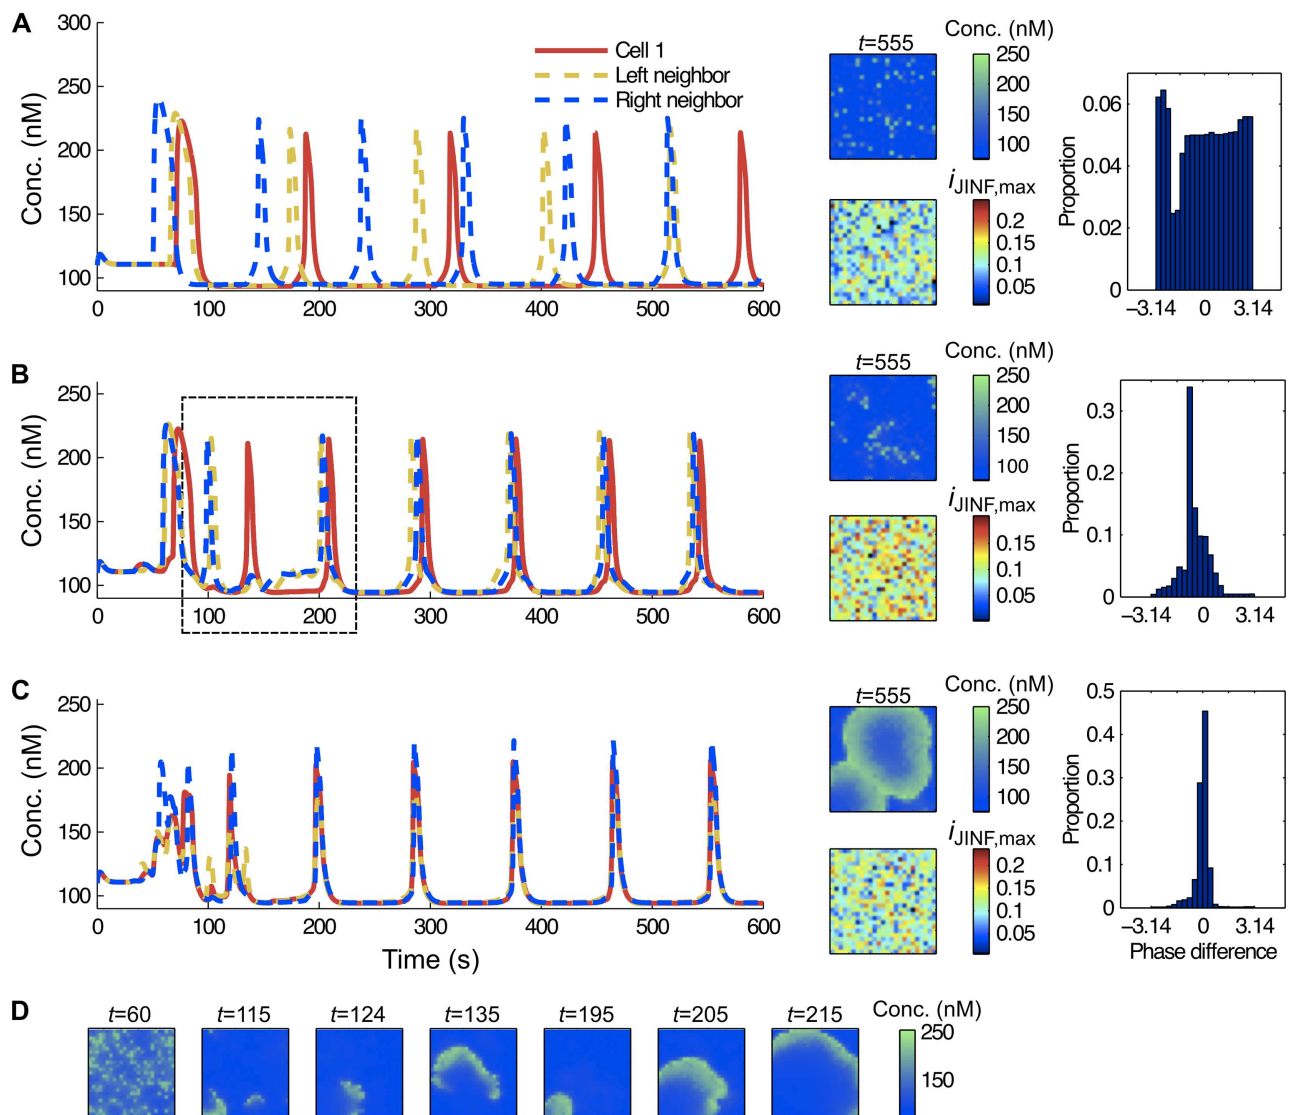 A
Conc. (nM)
300
250
200
150
100
0
100
200
300
400
500
600
Cell 1
Left neighbor
Right neighbor
t=555
Conc. (nM)
250
200
150
100
iJINF,max
0.2
0.15
0.1
0.05
Proportion
0.06
0.04
0.02
0
−3.14
0
3.14
B
Conc. (nM)
250
200
150
100
0
100
200
300
400
500
600
t=555
Conc. (nM)
250
200
150
100
iJINF,max
0.15
0.1
0.05
Proportion
0.3
0.2
0.1
0
−3.14
0
3.14
C
Conc. (nM)
250
200
150
100
0
100
200
300
400
500
600
Time (s)
t=555
Conc. (nM)
250
200
150
100
iJINF,max
0.2
0.15
0.1
0.05
Proportion
0.5
0.4
0.3
0.2
0.1
0
−3.14
0
3.14
Phase difference
D
t=60
t=115
t=124
t=135
t=195
t=205
t=215
Conc. (nM)
250
150